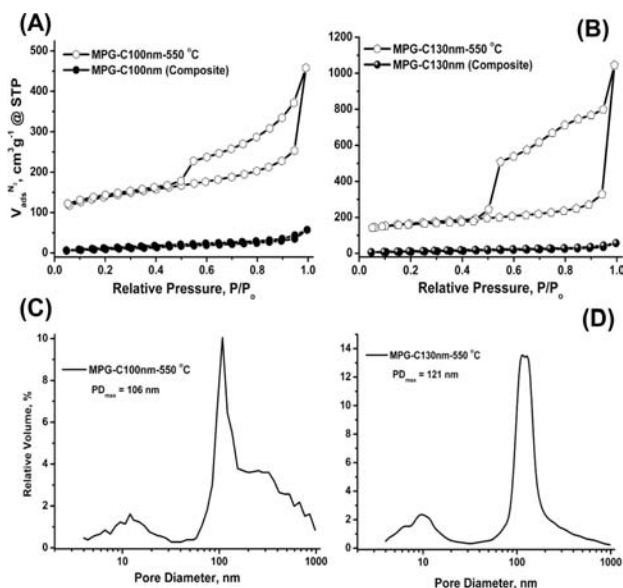 (A)
MPG-C100nm-550 °C
MPG-C100nm (Composite)
500
400
300
200
100
0
V_ads^N2, cm³g⁻¹ @ STP
0.0 0.2 0.4 0.6 0.8 1.0
Relative Pressure, P/Po
(B)
MPG-C130nm-550 °C
MPG-C130nm (Composite)
1200
1000
800
600
400
200
0
0.0 0.2 0.4 0.6 0.8 1.0
Relative Pressure, P/Po
(C)
MPG-C100nm-550 °C
PDmax = 106 nm
10
8
6
4
2
0
Relative Volume, %
10 100 1000
Pore Diameter, nm
(D)
MPG-C130nm-550 °C
PDmax = 121 nm
14
12
10
8
6
4
2
0
10 100 1000
Pore Diameter, nm